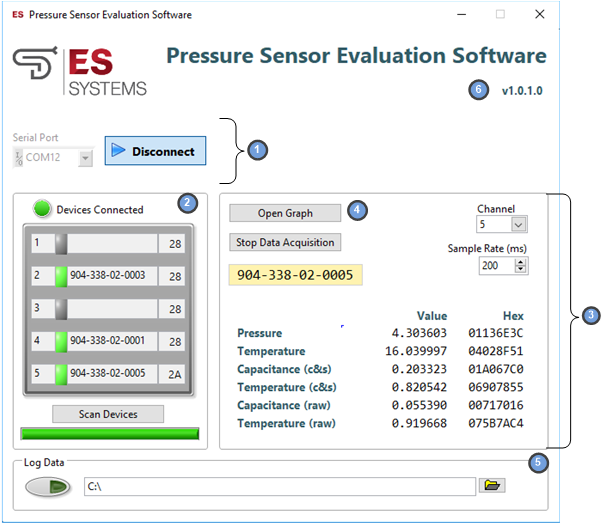 ES Pressure Sensor Evaluation Software
ES
SYSTEMS
Pressure Sensor Evaluation Software
6 v1.0.1.0
Serial Port
COM12
Disconnect
1
Devices Connected
2
1 28
2 904-338-02-0003 28
3 28
4 904-338-02-0001 28
5 904-338-02-0005 2A
Scan Devices
Open Graph
4
Channel
5
Stop Data Acquisition
Sample Rate (ms)
200
904-338-02-0005
Value Hex
Pressure 4.303603 01136E3C
Temperature 16.039997 04028F51
Capacitance (c&s) 0.203323 01A067C0
Temperature (c&s) 0.820542 06907855
Capacitance (raw) 0.055390 00717016
Temperature (raw) 0.919668 075B7AC4
3
Log Data
5
C:\